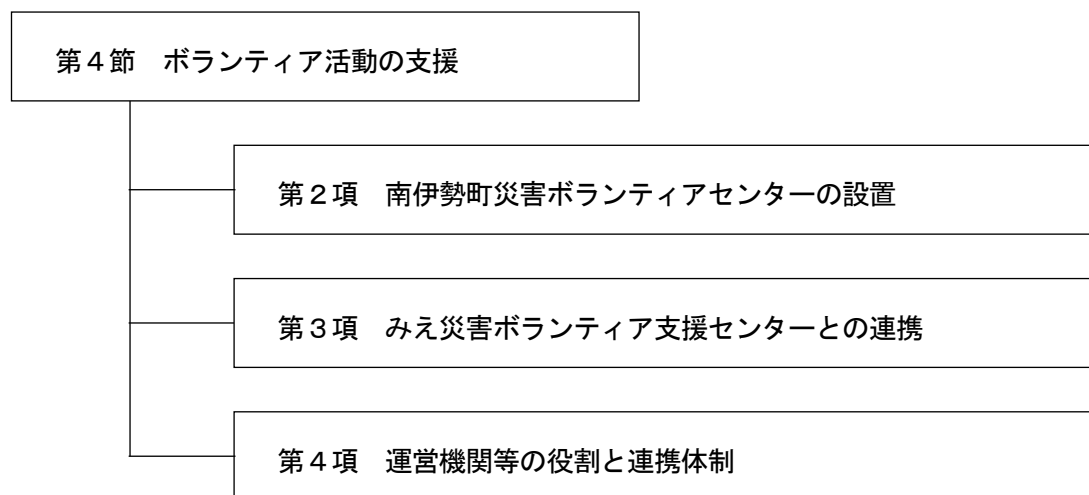 第４節　ボランティア活動の支援
第２項　南伊勢町災害ボランティアセンターの設置
第３項　みえ災害ボランティア支援センターとの連携
第４項　運営機関等の役割と連携体制